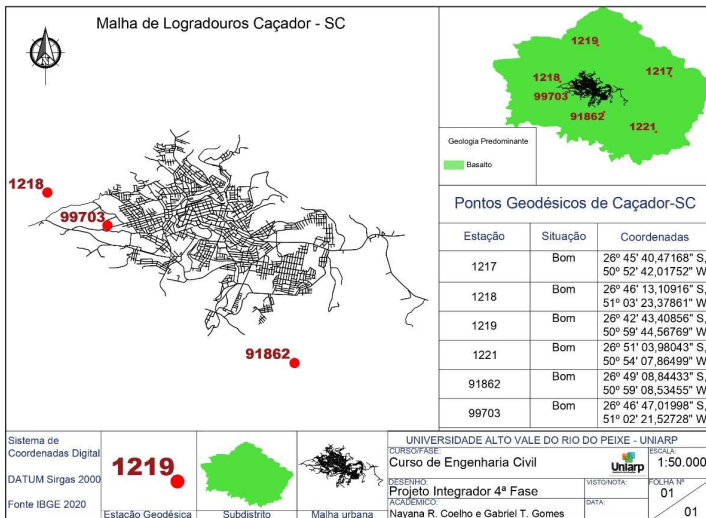 Malha de Logradouros Caçador - SC
1218
99703
91862
1219
1217
1218
99703
91862
1221
Geologia Predominante
Basalto
Pontos Geodésicos de Caçador-SC
Estação Situação Coordenadas
1217 Bom 26º 45' 40,47168" S,
50º 52' 42,01752" W
1218 Bom 26º 46' 13,10916" S,
51º 03' 23,37861" W
1219 Bom 26º 42' 43,40856" S,
50º 59' 44,56769" W
1221 Bom 26º 51' 03,98043" S,
50º 54' 07,86499" W
91862 Bom 26º 49' 08,84433" S,
50º 59' 08,53455" W
99703 Bom 26º 46' 47,01998" S,
51º 02' 21,52728" W
Sistema de
Coordenadas Digital
DATUM Sirgas 2000
Fonte IBGE 2020
1219
Estação Geodésica
Subdistrito
Malha urbana
UNIVERSIDADE ALTO VALE DO RIO DO PEIXE - UNIARP
CURSO/FASE:
Curso de Engenharia Civil
Uniarp
ESCALA:
1:50.000
DESENHO:
Projeto Integrador 4ª Fase
VISTO/NOTA:
FOLHA Nº
01
ACADÊMICO:
Nayana R. Coelho e Gabriel T. Gomes
DATA:
01